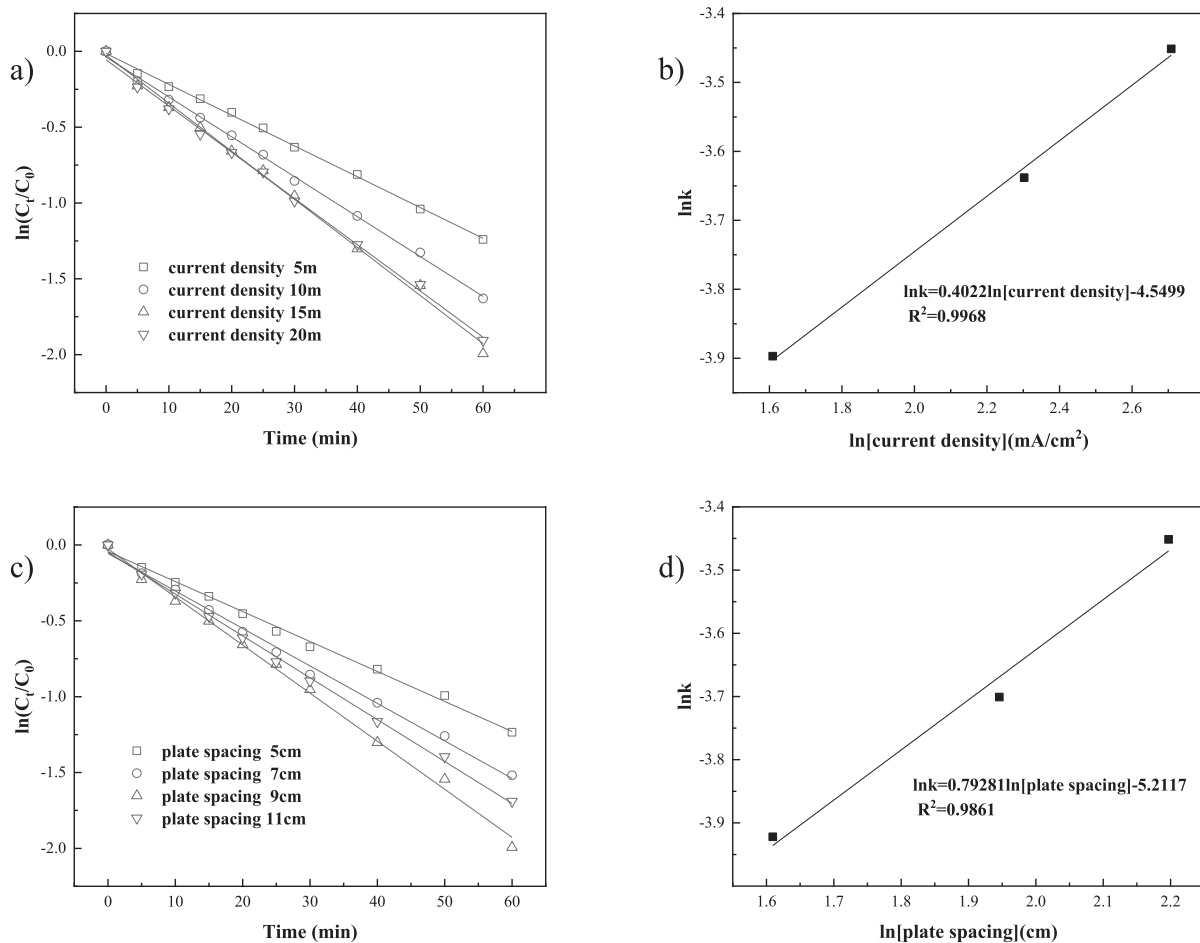 a)
0.0
-0.5
-1.0
-1.5
-2.0
ln(Cₜ/C₀)
current density 5m
current density 10m
current density 15m
current density 20m
0 10 20 30 40 50 60
Time (min)
b)
-3.4
-3.5
-3.6
-3.7
-3.8
-3.9
lnk
lnk=0.4022ln[current density]-4.5499
R²=0.9968
1.6 1.8 2.0 2.2 2.4 2.6
ln[current density](mA/cm²)
c)
0.0
-0.5
-1.0
-1.5
-2.0
ln(Cₜ/C₀)
plate spacing 5cm
plate spacing 7cm
plate spacing 9cm
plate spacing 11cm
0 10 20 30 40 50 60
Time (min)
d)
-3.4
-3.5
-3.6
-3.7
-3.8
-3.9
lnk
lnk=0.79281ln[plate spacing]-5.2117
R²=0.9861
1.6 1.7 1.8 1.9 2.0 2.1 2.2
ln[plate spacing](cm)